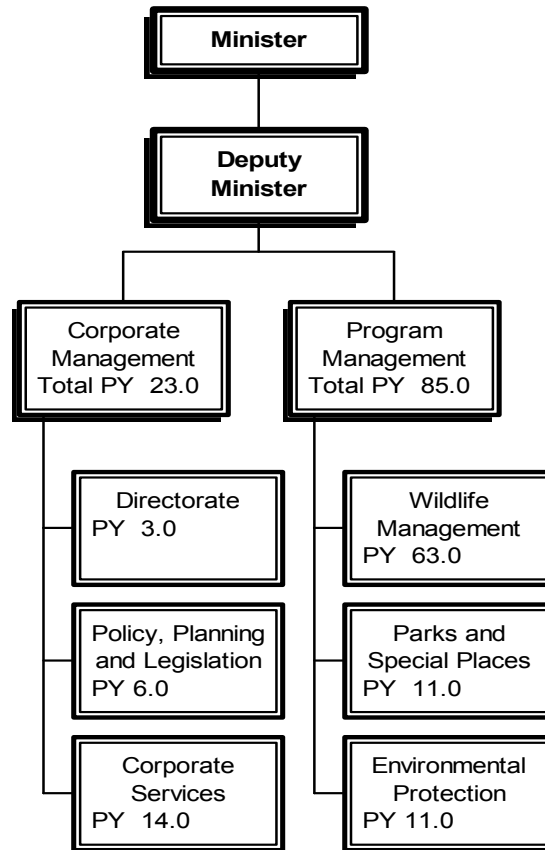 Minister
Deputy
Minister
Corporate
Management
Total PY 23.0
Program
Management
Total PY 85.0
Directorate
PY 3.0
Policy, Planning
and Legislation
PY 6.0
Corporate
Services
PY 14.0
Wildlife
Management
PY 63.0
Parks and
Special Places
PY 11.0
Environmental
Protection
PY 11.0